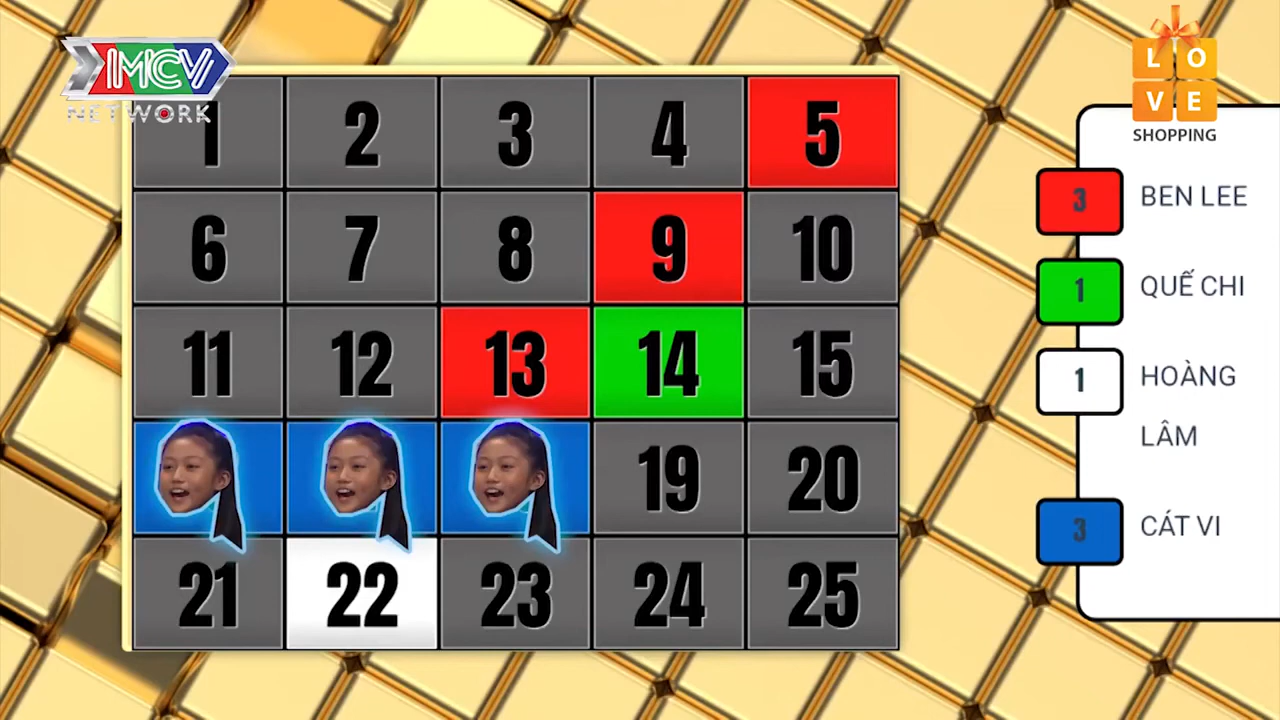 MCV
NETWORK
L O
V E
SHOPPING
1 2 3 4 5
6 7 8 9 10
11 12 13 14 15
19 20
21 22 23 24 25
3 BEN LEE
1 QUẾ CHI
1 HOÀNG
LÂM
3 CÁT VI